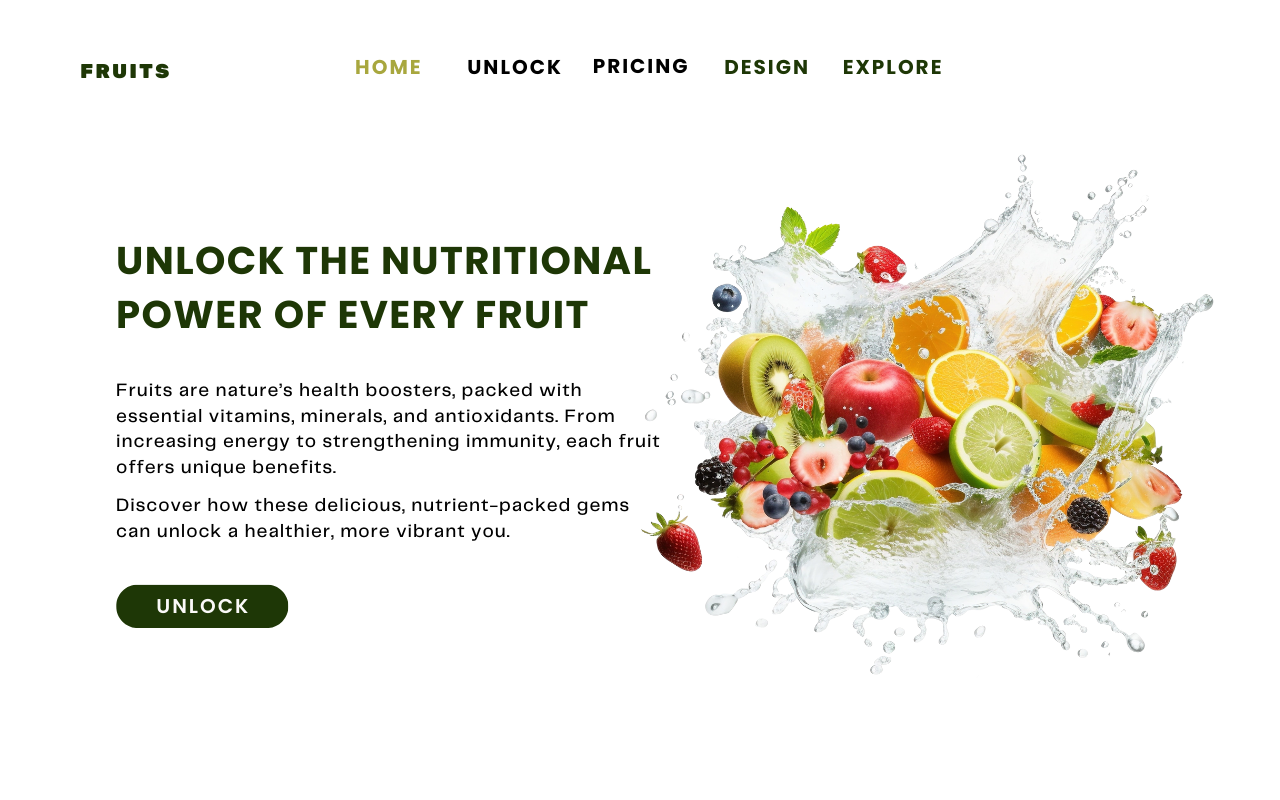 FRUITS
HOME UNLOCK PRICING DESIGN EXPLORE
UNLOCK THE NUTRITIONAL
POWER OF EVERY FRUIT
Fruits are nature’s health boosters, packed with
essential vitamins, minerals, and antioxidants. From
increasing energy to strengthening immunity, each fruit
offers unique benefits.
Discover how these delicious, nutrient-packed gems
can unlock a healthier, more vibrant you.
UNLOCK